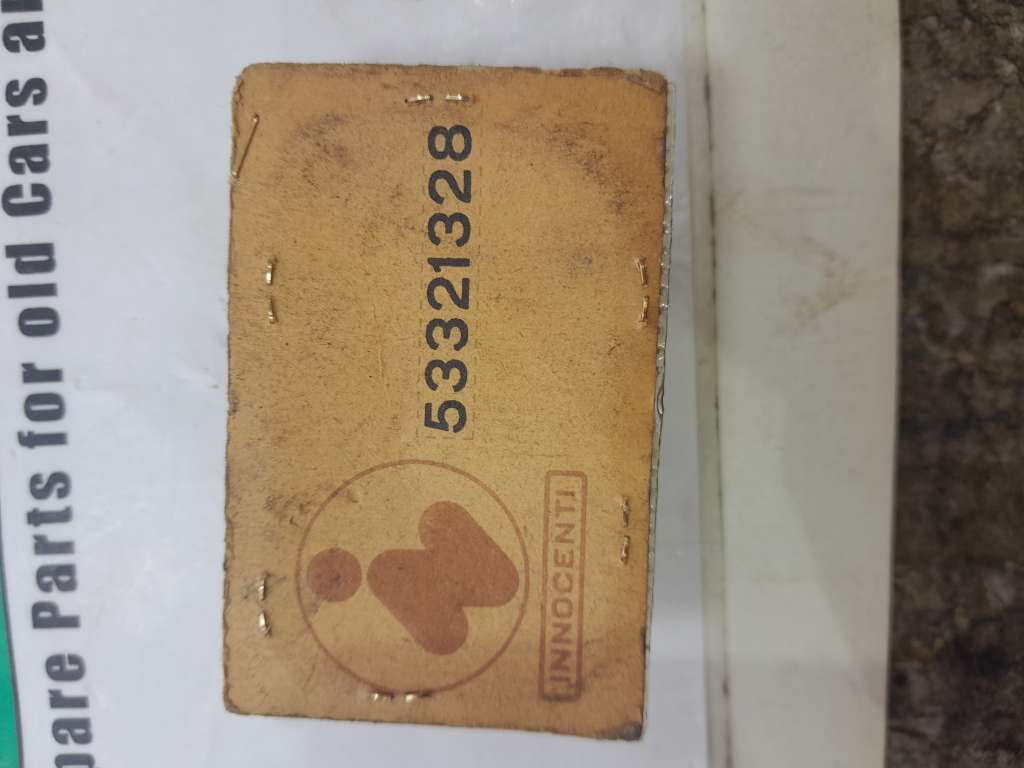 pare Parts for old Cars a
53321328
INNOCENTI